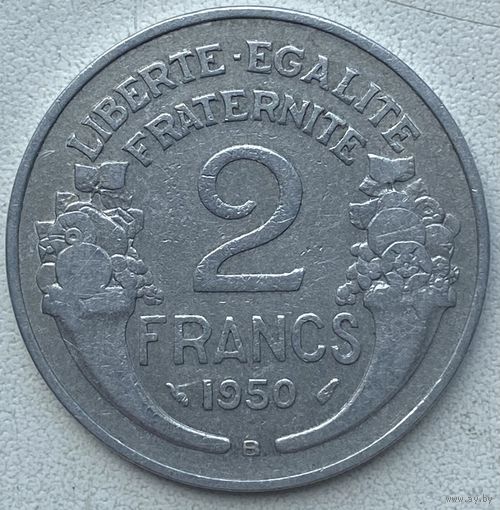 LIBERTE · EGALITE
FRATERNITE
2
FRANCS
1950
B
www.ay.by